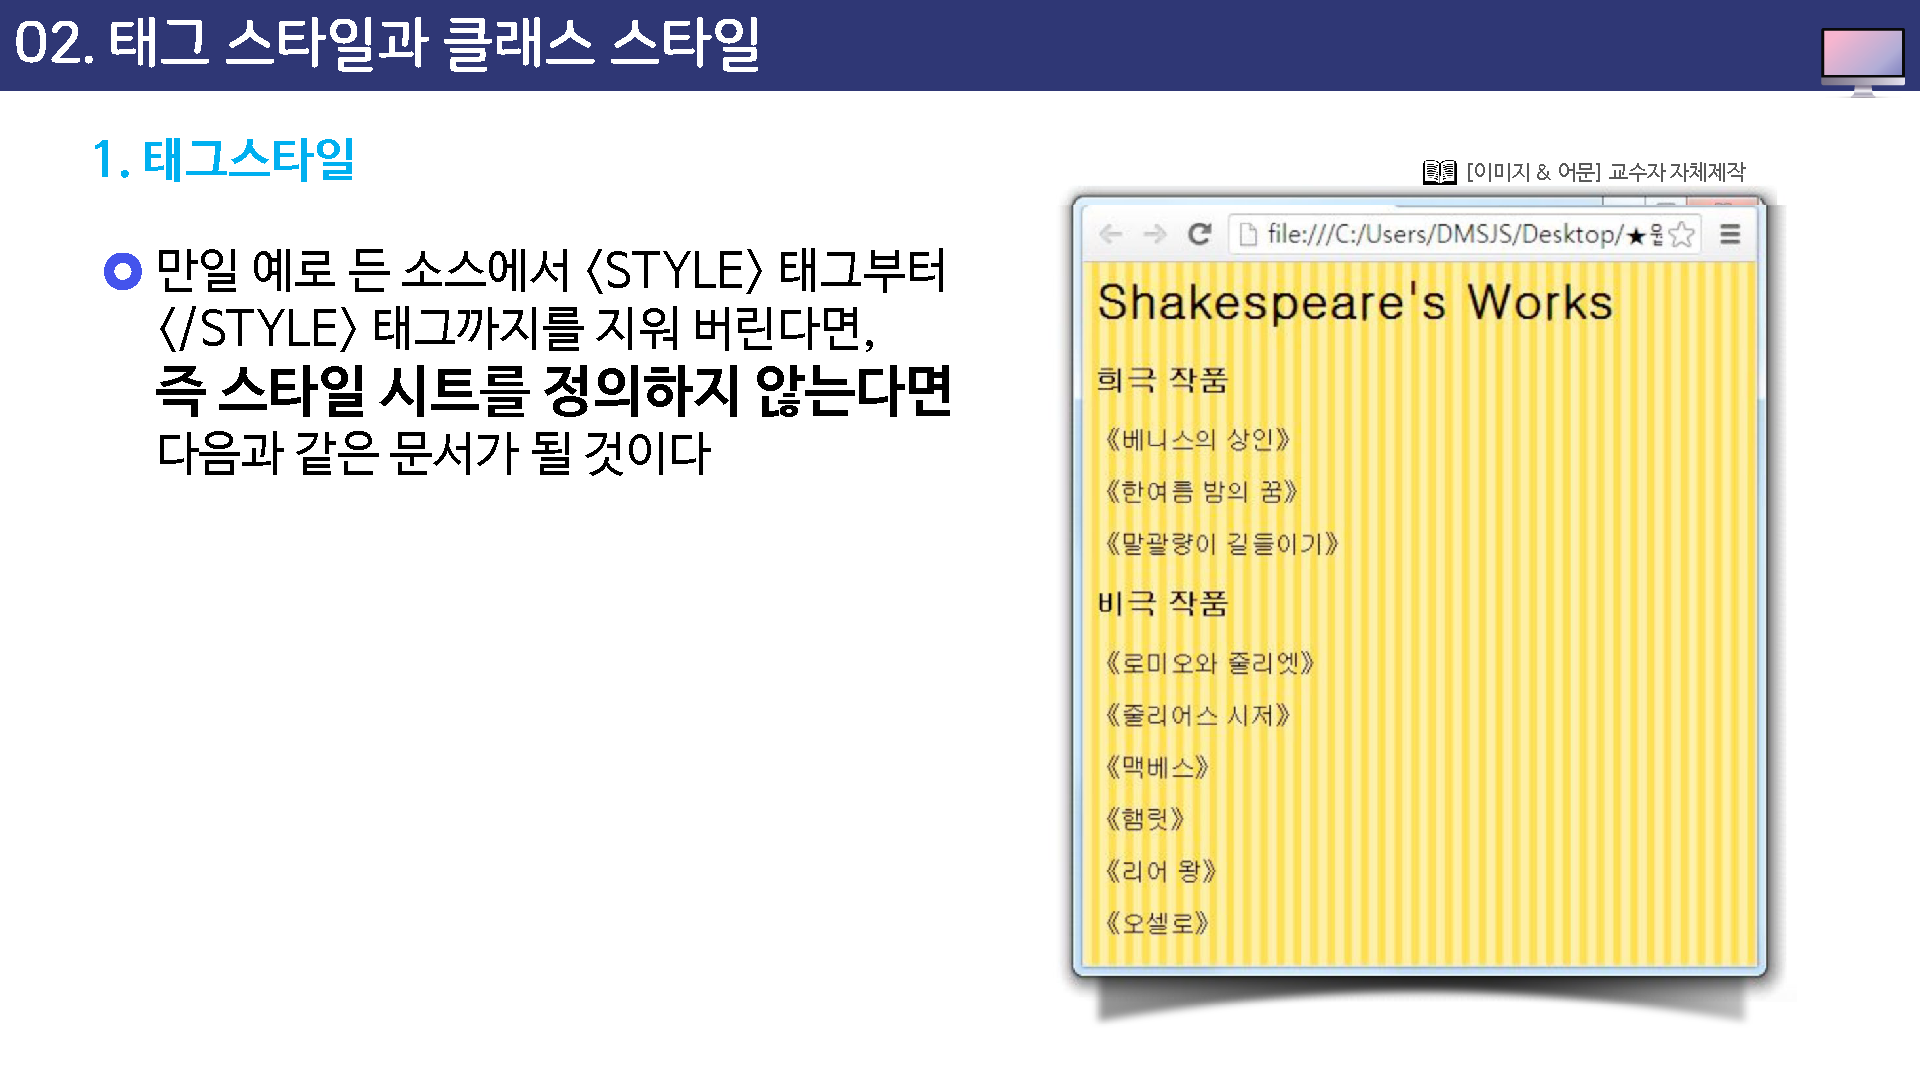 02. 태그 스타일과 클래스 스타일
1. 태그스타일
만일 예로 든 소스에서 〈STYLE〉 태그부터
〈/STYLE〉 태그까지를 지워 버린다면,
즉 스타일 시트를 정의하지 않는다면
다음과 같은 문서가 될 것이다
[이미지 & 어문] 교수자 자체제작
file:///C:/Users/DMSJS/Desktop/★
Shakespeare's Works
희극 작품
《베니스의 상인》
《한여름 밤의 꿈》
《말괄량이 길들이기》
비극 작품
《로미오와 줄리엣》
《줄리어스 시저》
《맥베스》
《햄릿》
《리어 왕》
《오셀로》